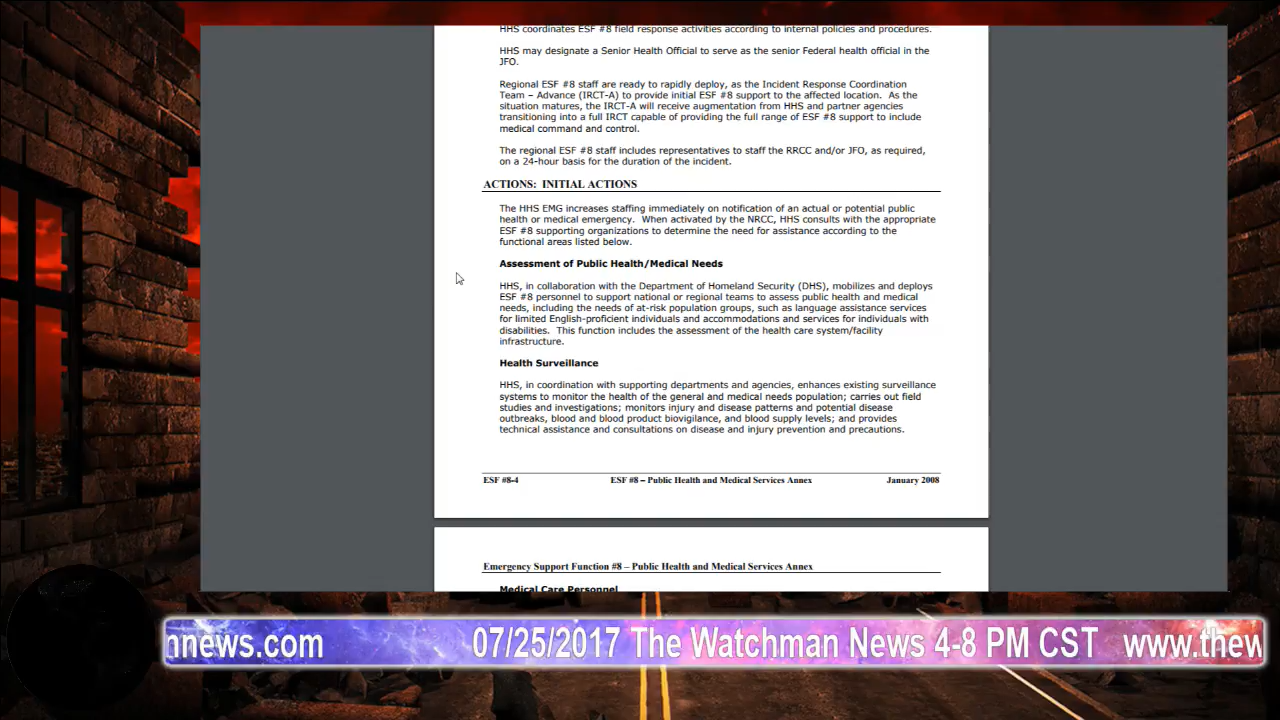 HHS coordinates ESF #8 field response activities according to internal policies and procedures.
HHS may designate a Senior Health Official to serve as the senior Federal health official in the
JFO.
Regional ESF #8 staff are ready to rapidly deploy, as the Incident Response Coordination
Team – Advance (IRCT-A) to provide initial ESF #8 support to the affected location. As the
situation matures, the IRCT-A will receive augmentation from HHS and partner agencies
transitioning into a full IRCT capable of providing the full range of ESF #8 support to include
medical command and control.
The regional ESF #8 staff includes representatives to staff the RRCC and/or JFO, as required,
on a 24-hour basis for the duration of the incident.
ACTIONS: INITIAL ACTIONS
The HHS EMG increases staffing immediately on notification of an actual or potential public
health or medical emergency. When activated by the NRCC, HHS consults with the appropriate
ESF #8 supporting organizations to determine the need for assistance according to the
functional areas listed below.
Assessment of Public Health/Medical Needs
HHS, in collaboration with the Department of Homeland Security (DHS), mobilizes and deploys
ESF #8 personnel to support national or regional teams to assess public health and medical
needs, including the needs of at-risk population groups, such as language assistance services
for limited English-proficient individuals and accommodations and services for individuals with
disabilities. This function includes the assessment of the health care system/facility
infrastructure.
Health Surveillance
HHS, in coordination with supporting departments and agencies, enhances existing surveillance
systems to monitor the health of the general and medical needs population; carries out field
studies and investigations; monitors injury and disease patterns and potential disease
outbreaks, blood and blood product biovigilance, and blood supply levels; and provides
technical assistance and consultations on disease and injury prevention and precautions.
ESF #8-4 ESF #8 – Public Health and Medical Services Annex January 2008
Emergency Support Function #8 – Public Health and Medical Services Annex
Medical Care Personnel
nnews.com 07/25/2017 The Watchman News 4-8 PM CST www.thew